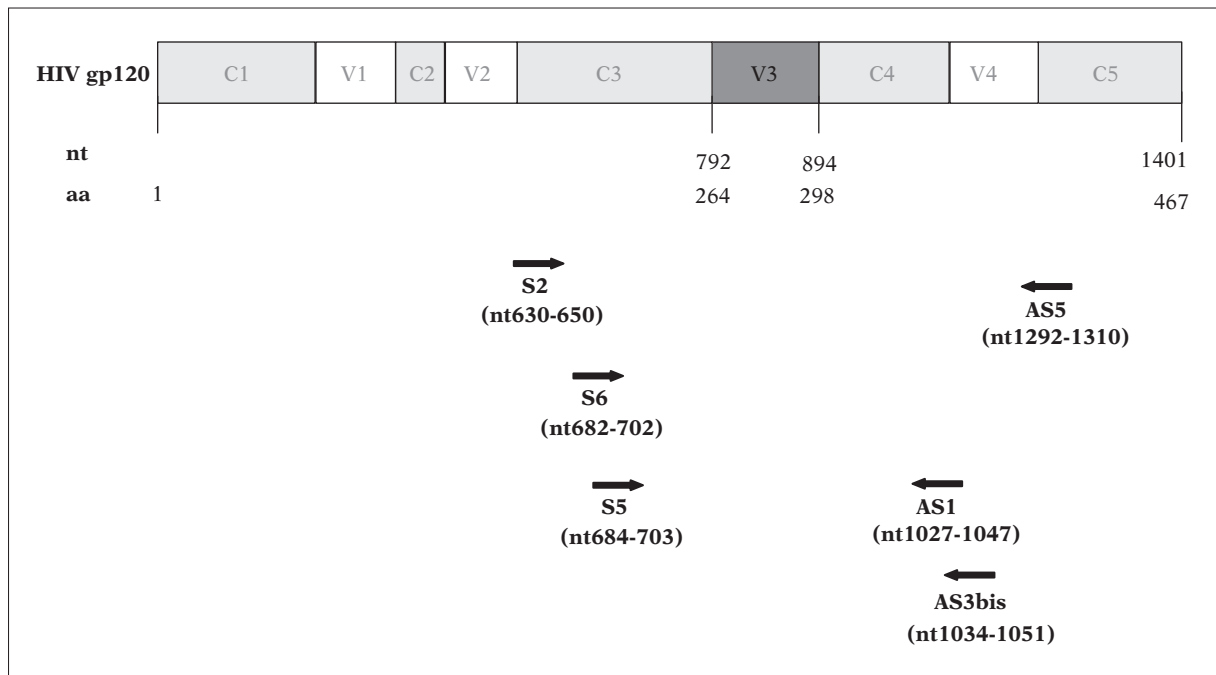 HIV gp120 C1 V1 C2 V2 C3 V3 C4 V4 C5
nt 792 894 1401
aa 1 264 298 467
S2
(nt630-650)
AS5
(nt1292-1310)
S6
(nt682-702)
S5
(nt684-703)
AS1
(nt1027-1047)
AS3bis
(nt1034-1051)